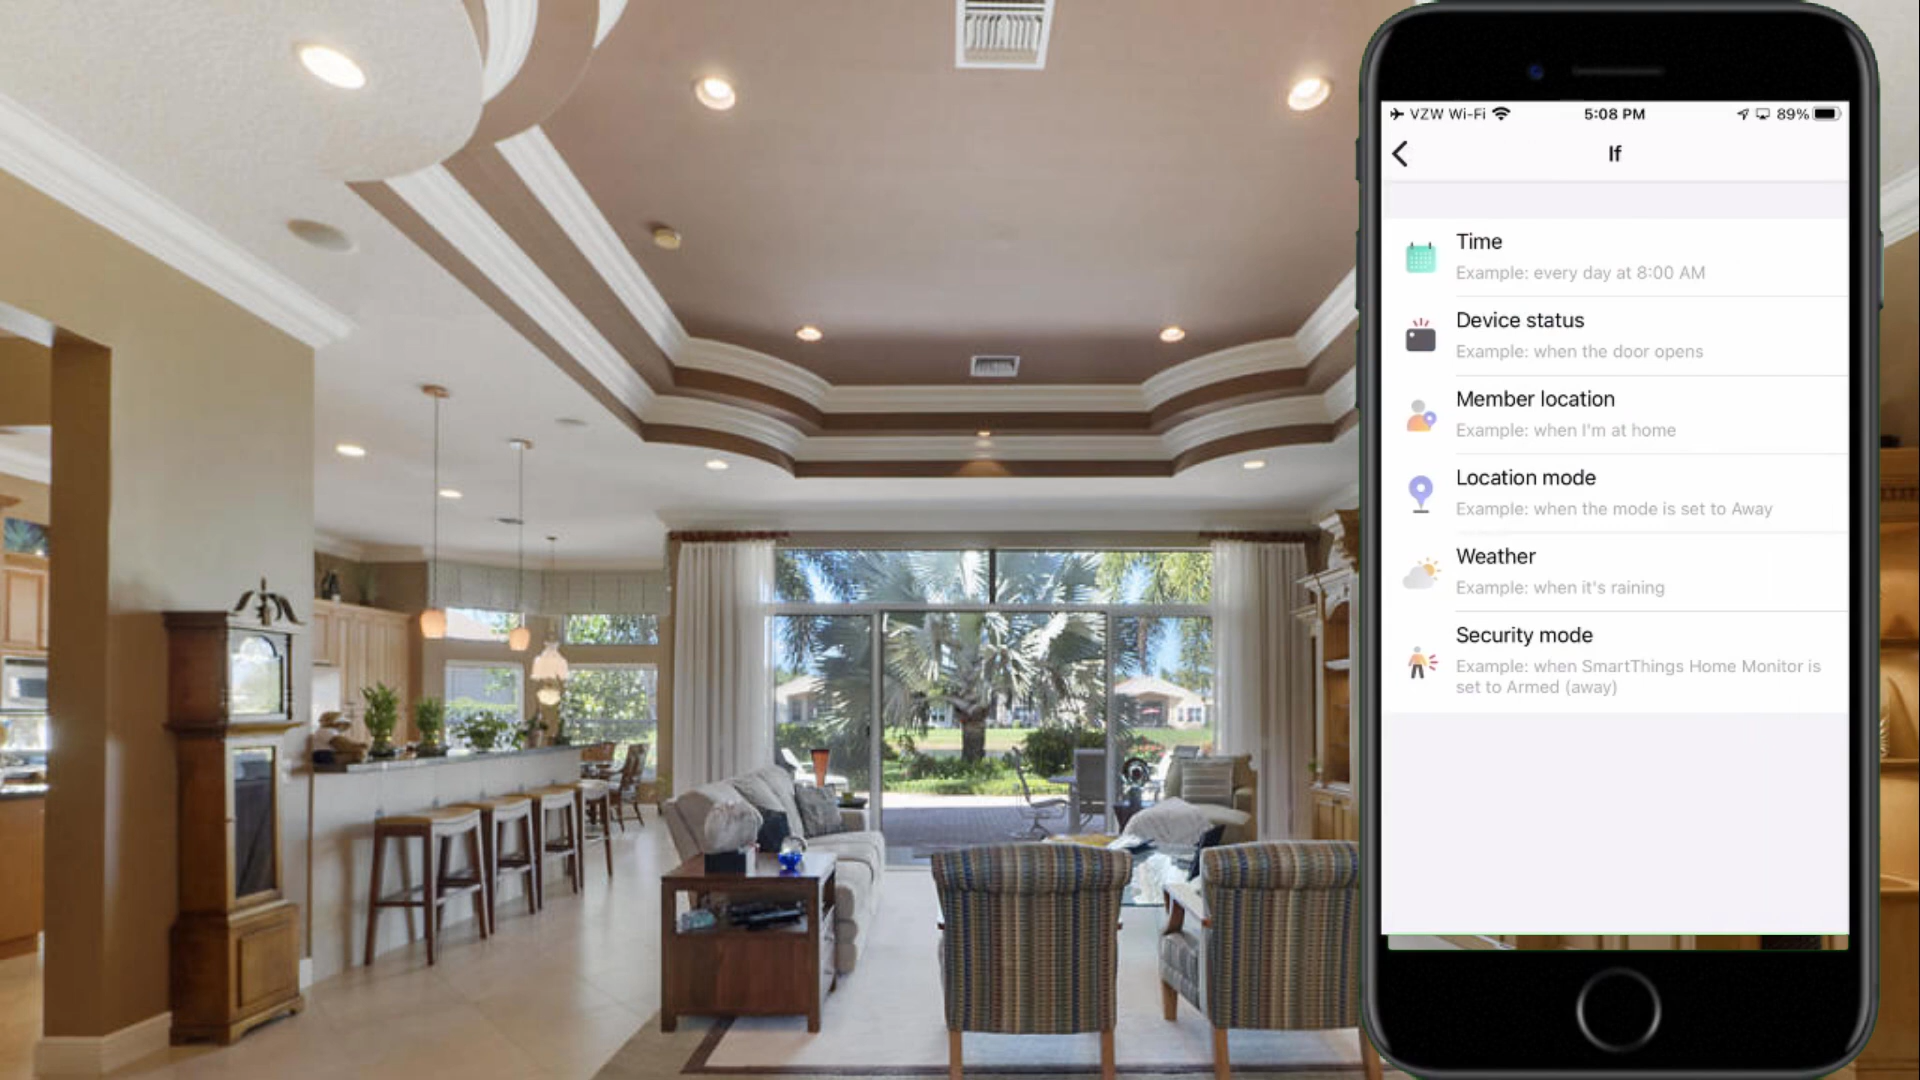 VZW Wi-Fi 5:08 PM 89%
If
Time
Example: every day at 8:00 AM
Device status
Example: when the door opens
Member location
Example: when I'm at home
Location mode
Example: when the mode is set to Away
Weather
Example: when it's raining
Security mode
Example: when SmartThings Home Monitor is
set to Armed (away)